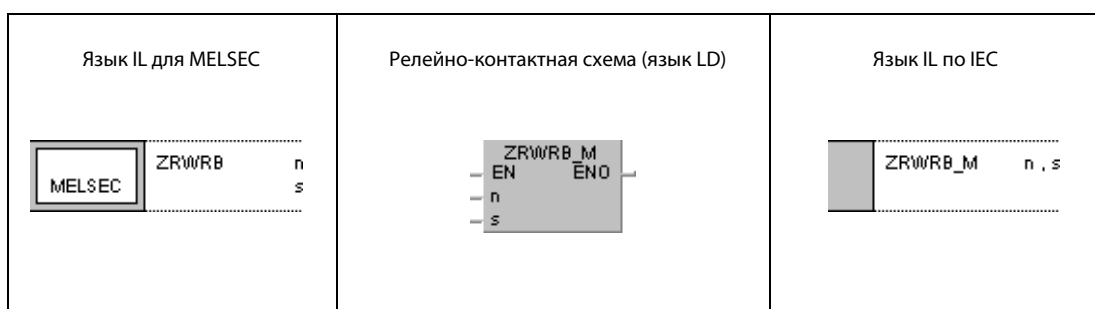 Язык IL для MELSEC
MELSEC
ZRWRB n
s
Релейно-контактная схема (язык LD)
ZRWRB_M
EN ENO
n
s
Язык IL по IEC
ZRWRB_M n , s